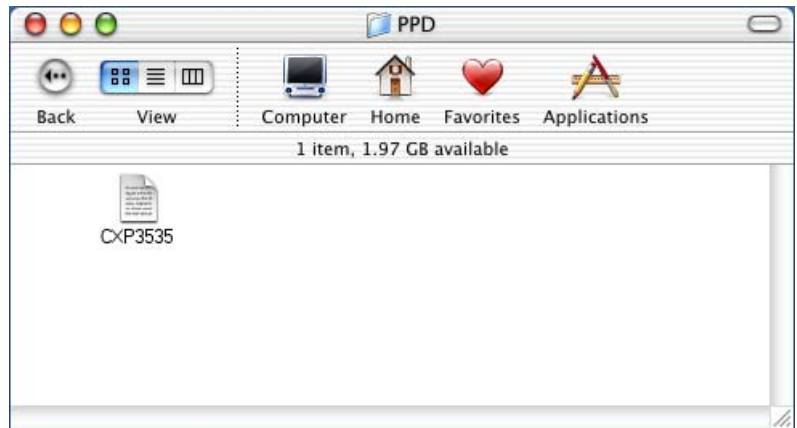 PPD
Back View Computer Home Favorites Applications
1 item, 1.97 GB available
CXP3535